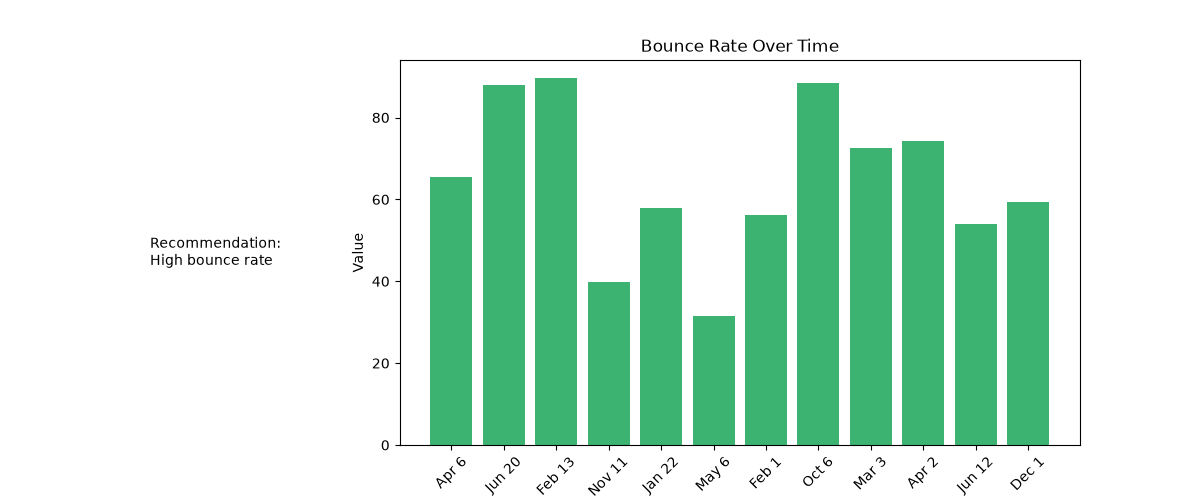 Bounce Rate Over Time
Recommendation:
High bounce rate
Value
80
60
40
20
0
Apr 6
Jun 20
Feb 13
Nov 11
Jan 22
May 6
Feb 1
Oct 6
Mar 3
Apr 2
Jun 12
Dec 1